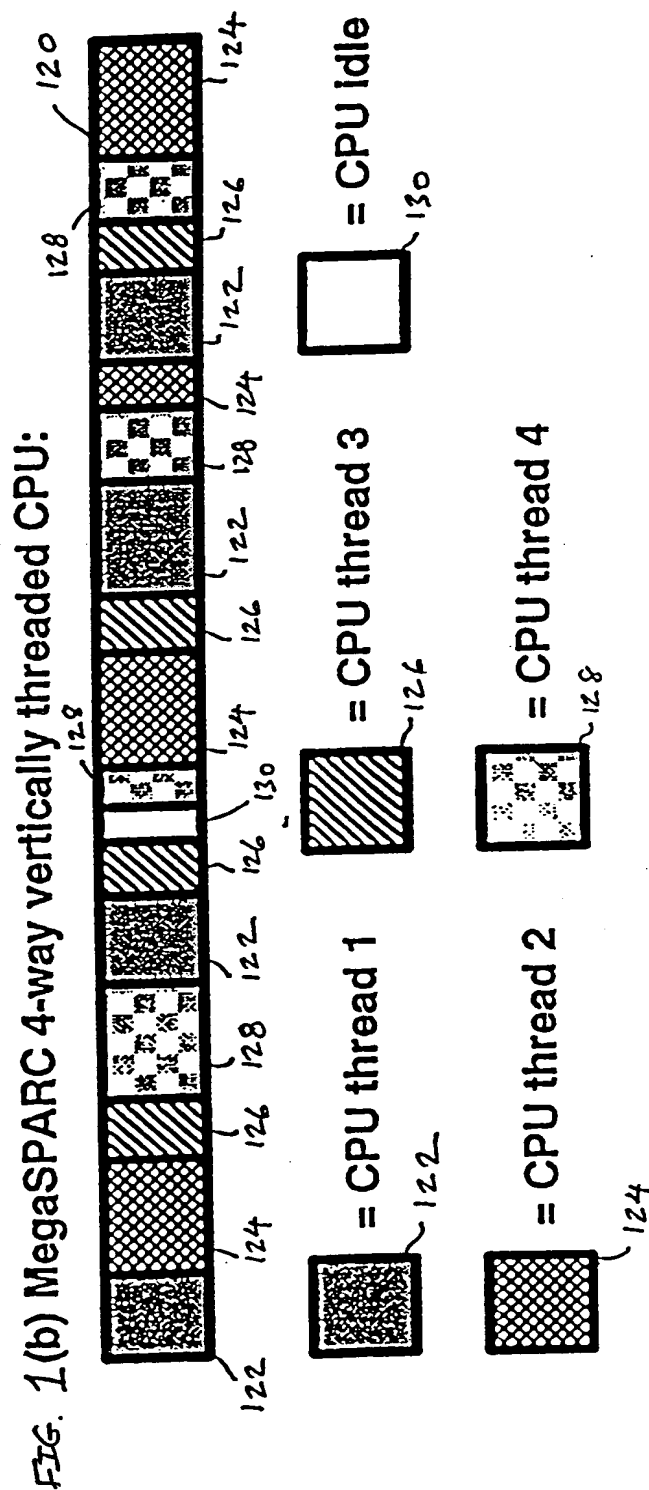 FIG. 1(b) MegaSPARC 4-way vertically threaded CPU:
128 128 120
122 124 126 128 122 126 130 124 126 122 128 124 122 126 124
= CPU thread 1 = CPU thread 3 = CPU idle
122 126 130
= CPU thread 2 = CPU thread 4
124 128